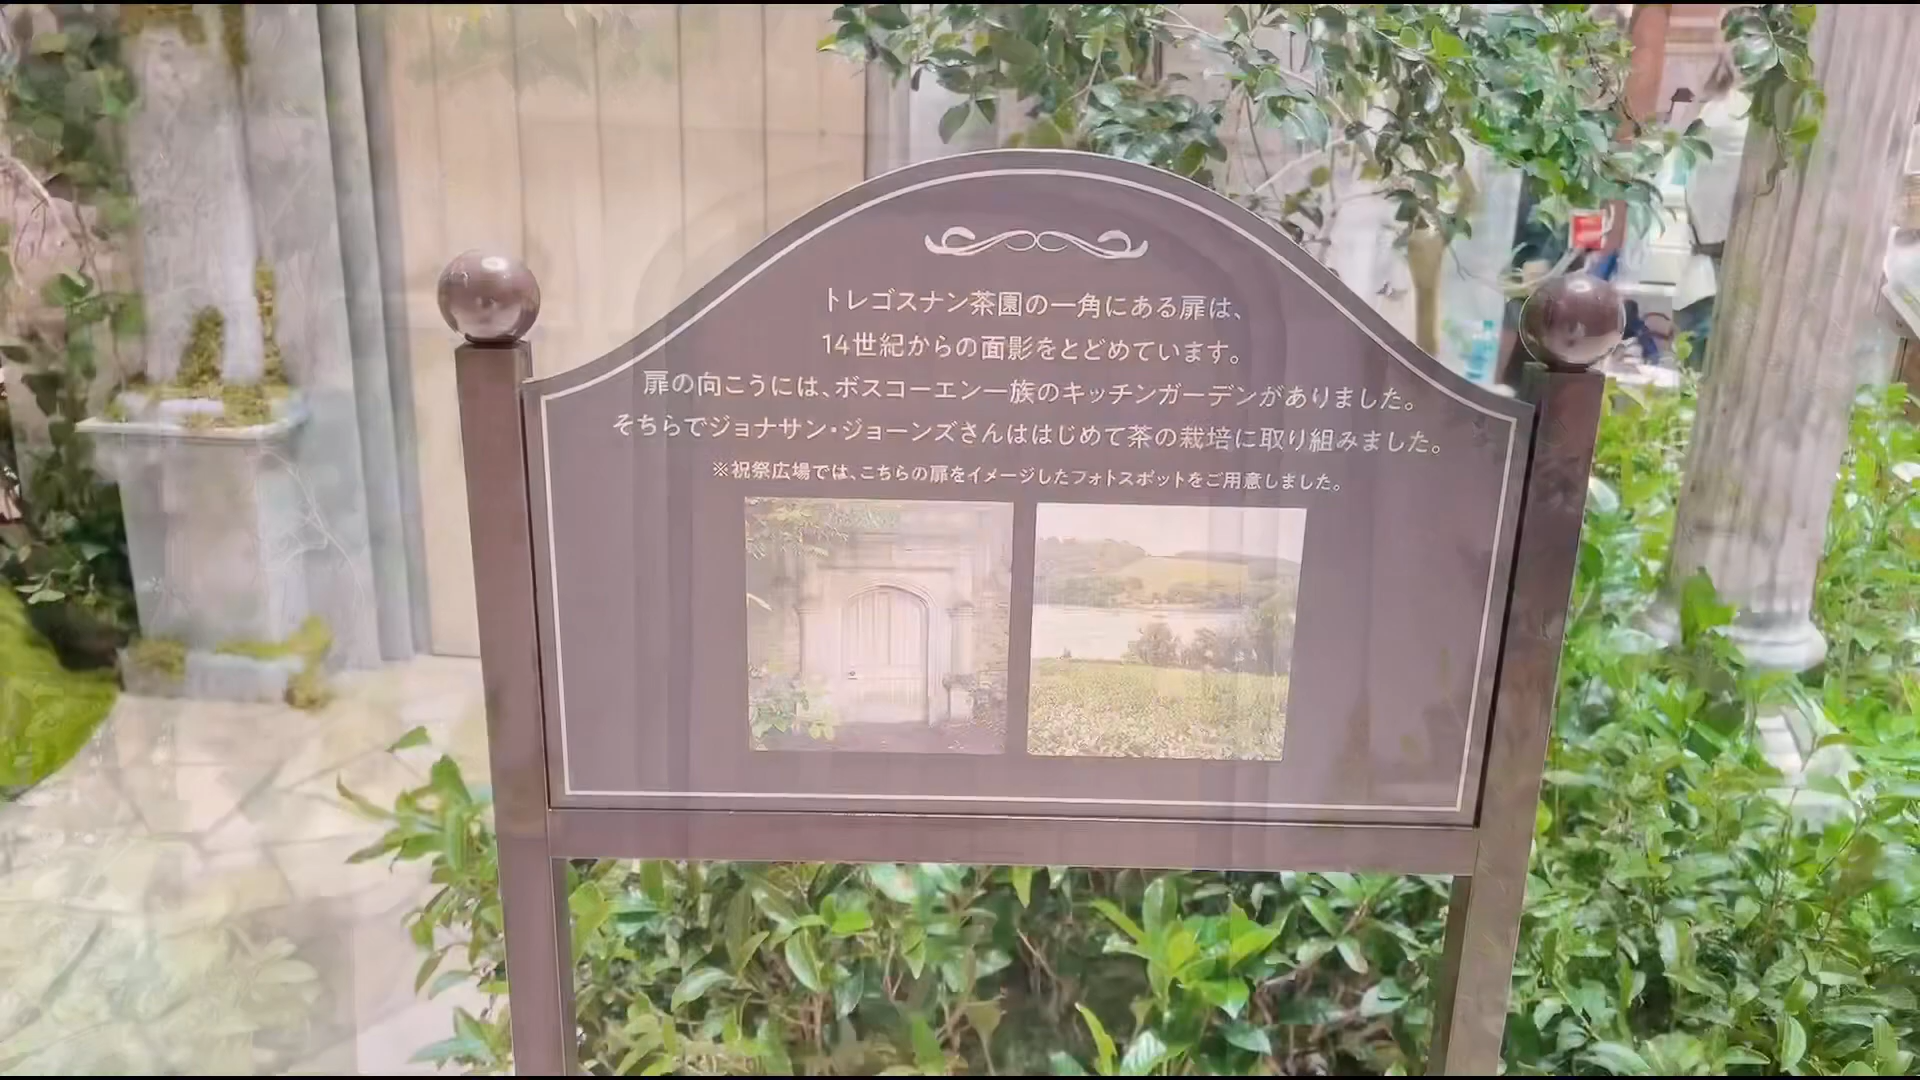 トレゴスナン茶園の一角にある扉は、
14世紀からの面影をとどめています。
扉の向こうには、ボスコーエン一族のキッチンガーデンがありました。
そちらでジョナサン・ジョーンズさんははじめて茶の栽培に取り組みました。
※祝祭広場では、こちらの扉をイメージしたフォトスポットをご用意しました。